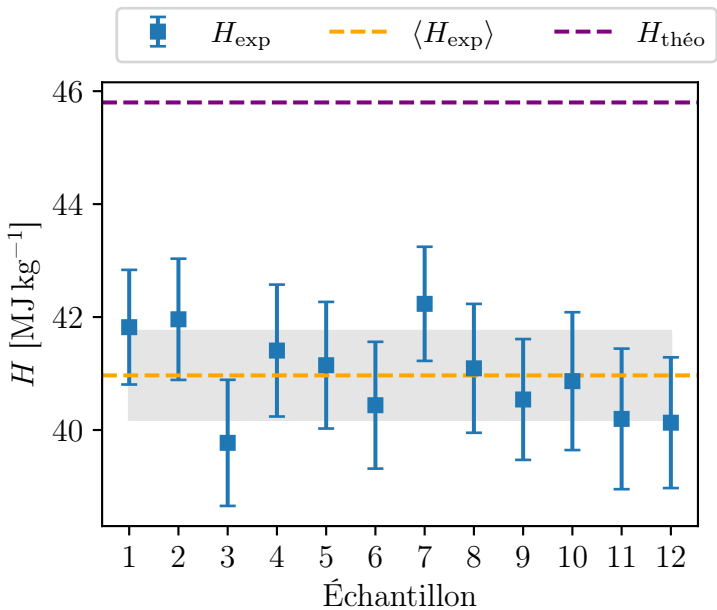 H_exp ⟨H_exp⟩ H_théo
H [MJ kg⁻¹]
46
44
42
40
1 2 3 4 5 6 7 8 9 10 11 12
Échantillon